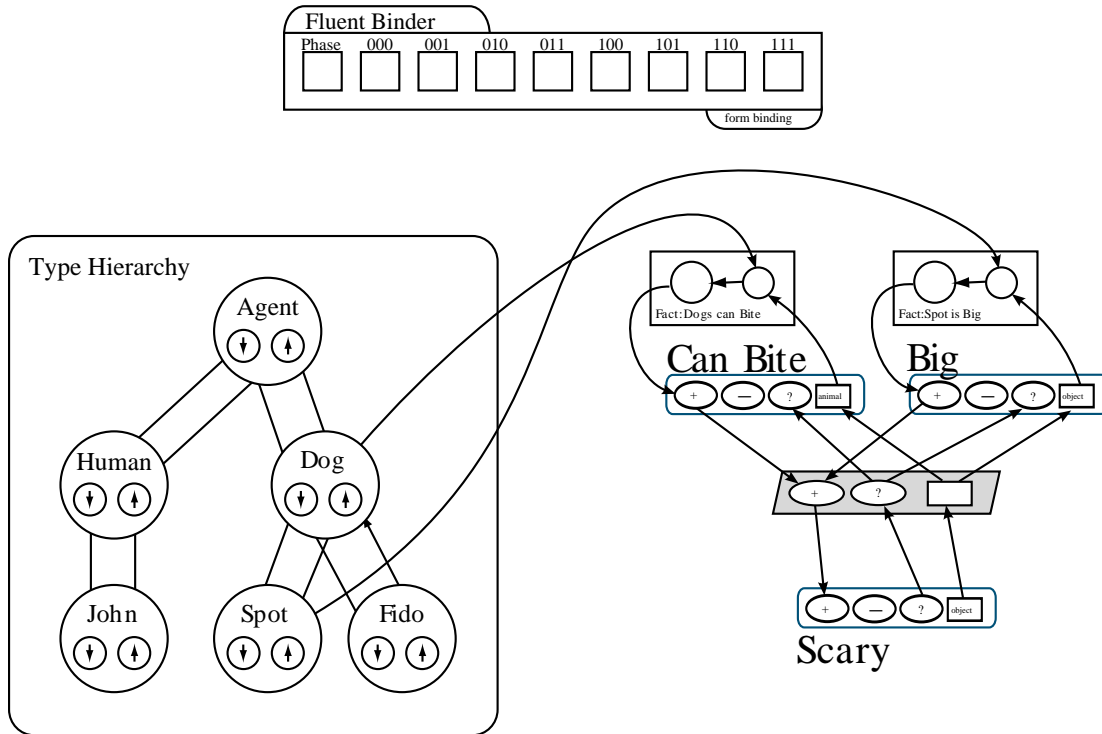 Fluent Binder
Phase 000 001 010 011 100 101 110 111
form binding
Type Hierarchy
Agent
Human
Dog
John
Spot
Fido
Fact:Dogs can Bite
Fact:Spot is Big
Can Bite
+ — ? animal
Big
+ — ? object
+ ?
+ — ? object
Scary